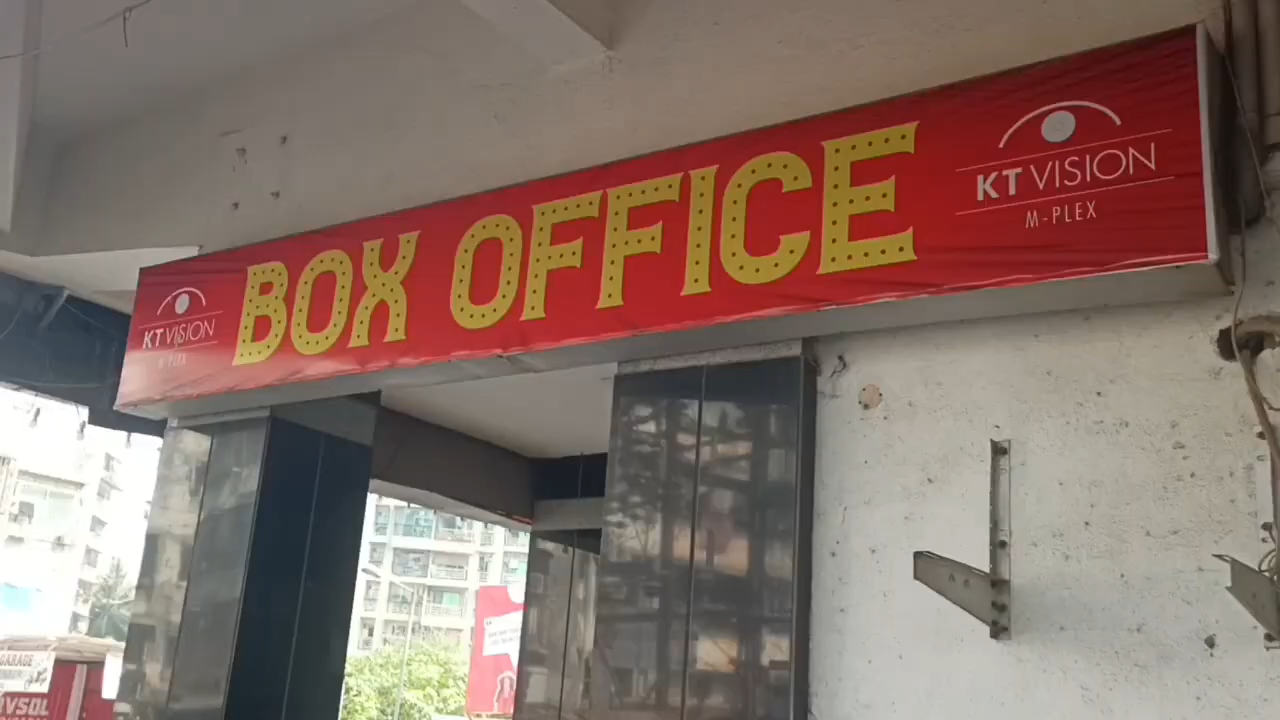 KT VISION
M-PLEX
BOX OFFICE
KT VISION
M-PLEX
GARAGE